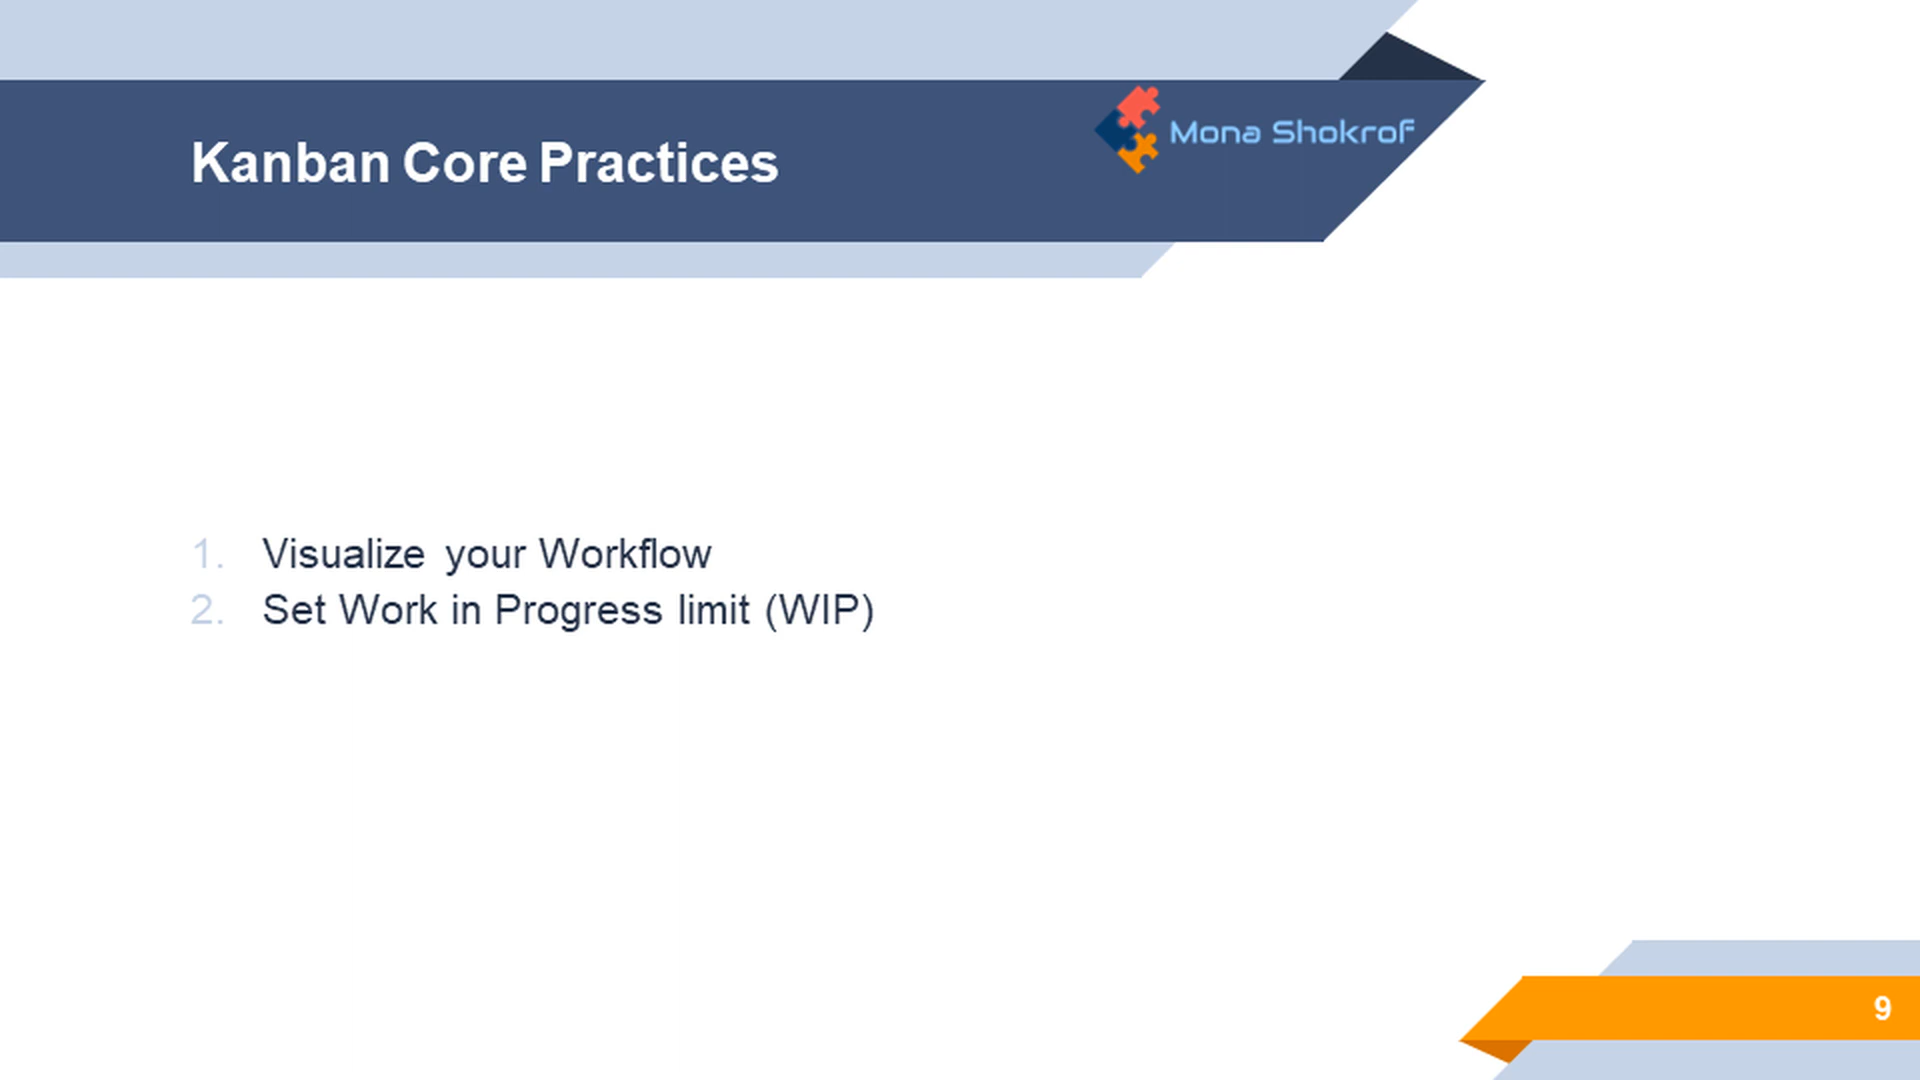 Kanban Core Practices
Mona Shokrof
1. Visualize your Workflow
2. Set Work in Progress limit (WIP)
9